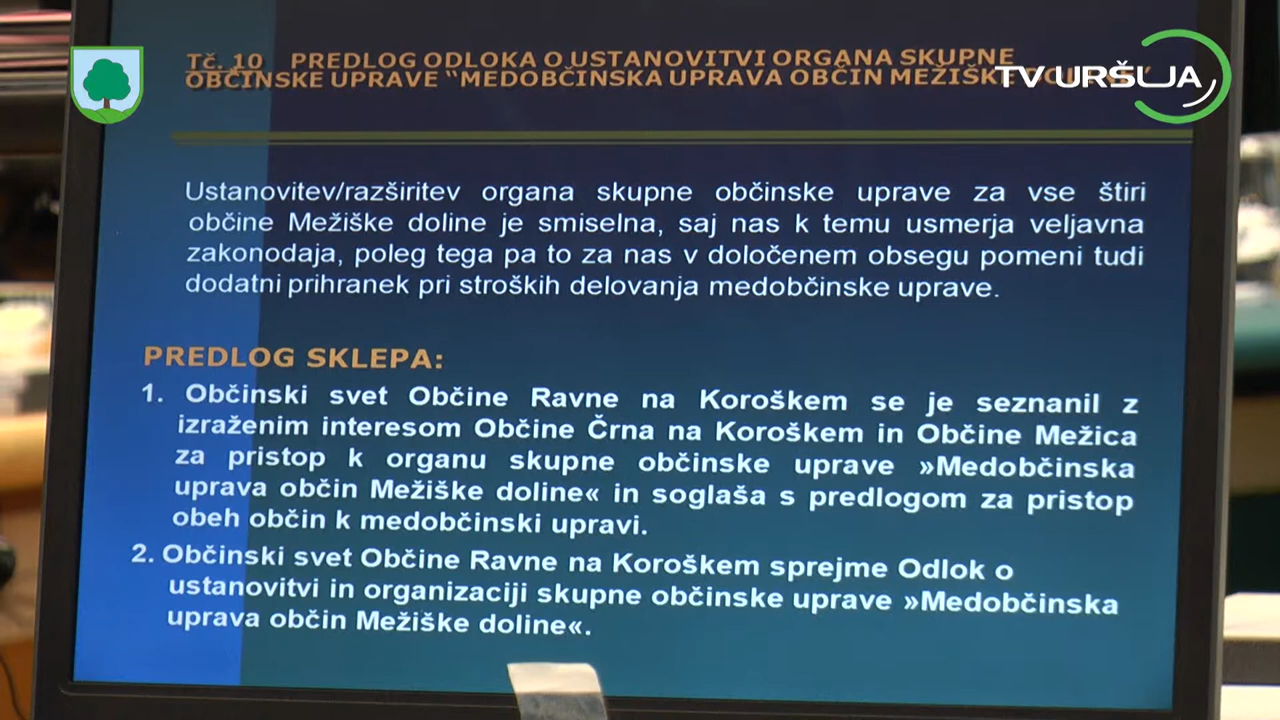 Tč. 10 PREDLOG ODLOKA O USTANOVITVI ORGANA SKUPNE
OBČINSKE UPRAVE "MEDOBČINSKA UPRAVA OBČIN
TV URŠLJA
Ustanovitev/razširitev organa skupne občinske uprave za vse štiri
občine Mežiške doline je smiselna, saj nas k temu usmerja veljavna
zakonodaja, poleg tega pa to za nas v določenem obsegu pomeni tudi
dodatni prihranek pri stroških delovanja medobčinske uprave.
PREDLOG SKLEPA:
1. Občinski svet Občine Ravne na Koroškem se je seznanil z
izraženim interesom Občine Črna na Koroškem in Občine Mežica
za pristop k organu skupne občinske uprave »Medobčinska
uprava občin Mežiške doline« in soglaša s predlogom za pristop
obeh občin k medobčinski upravi.
2. Občinski svet Občine Ravne na Koroškem sprejme Odlok o
ustanovitvi in organizaciji skupne občinske uprave »Medobčinska
uprava občin Mežiške doline«.